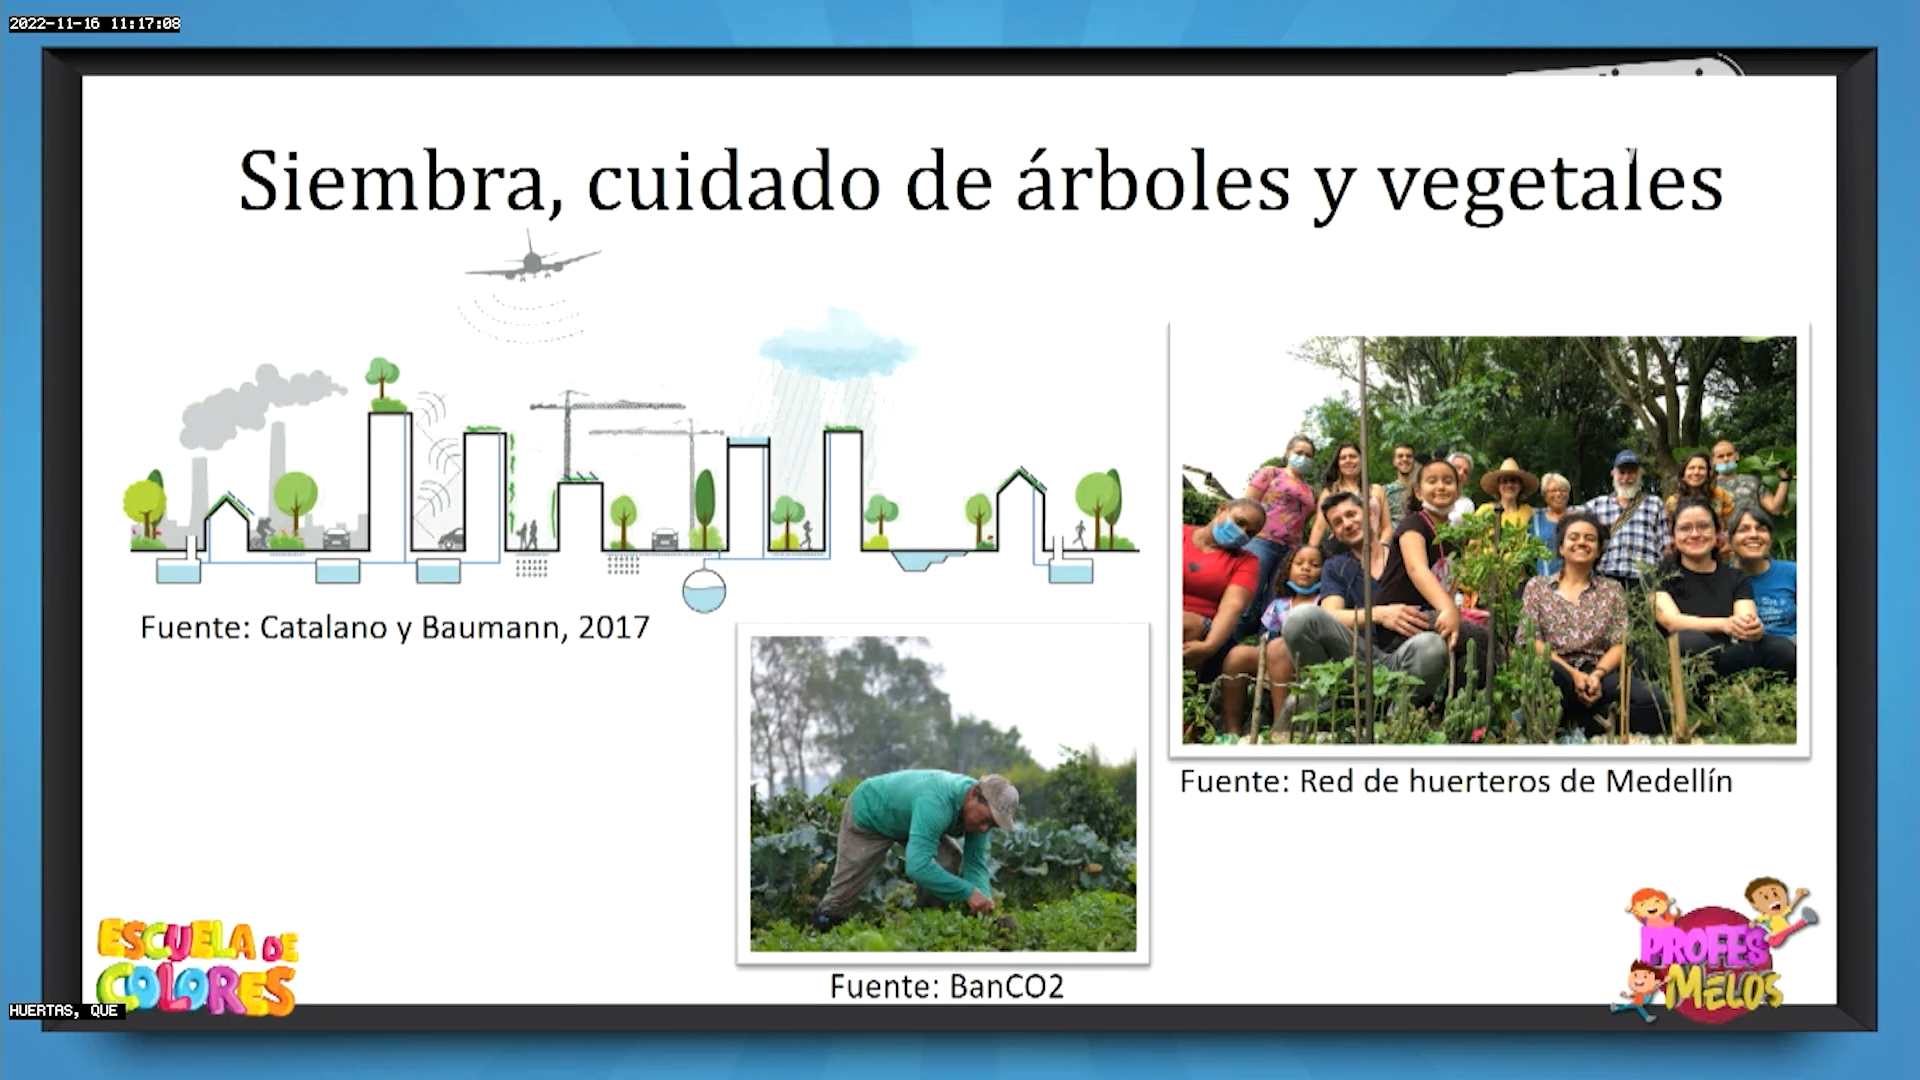 2022-11-16 11:17:08
Siembra, cuidado de árboles y vegetales
Fuente: Catalano y Baumann, 2017
Fuente: Red de huerteros de Medellín
Fuente: BanCO2
ESCUELA DE
COLORES
PROFES
MELOS
HUERTAS, QUE